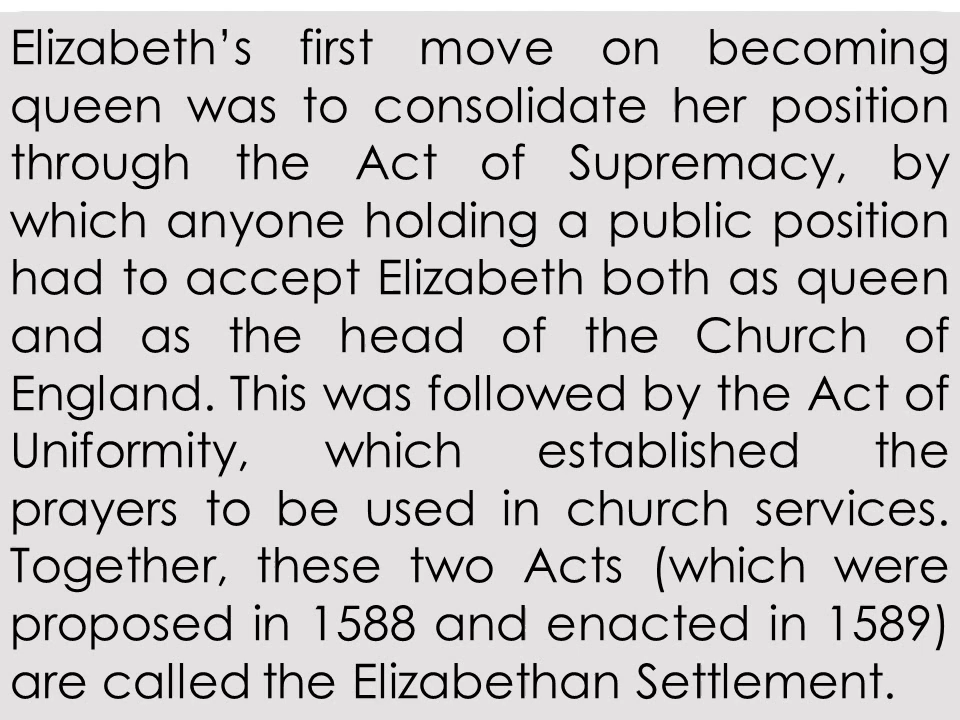 Elizabeth’s first move on becoming
queen was to consolidate her position
through the Act of Supremacy, by
which anyone holding a public position
had to accept Elizabeth both as queen
and as the head of the Church of
England. This was followed by the Act of
Uniformity, which established the
prayers to be used in church services.
Together, these two Acts (which were
proposed in 1588 and enacted in 1589)
are called the Elizabethan Settlement.